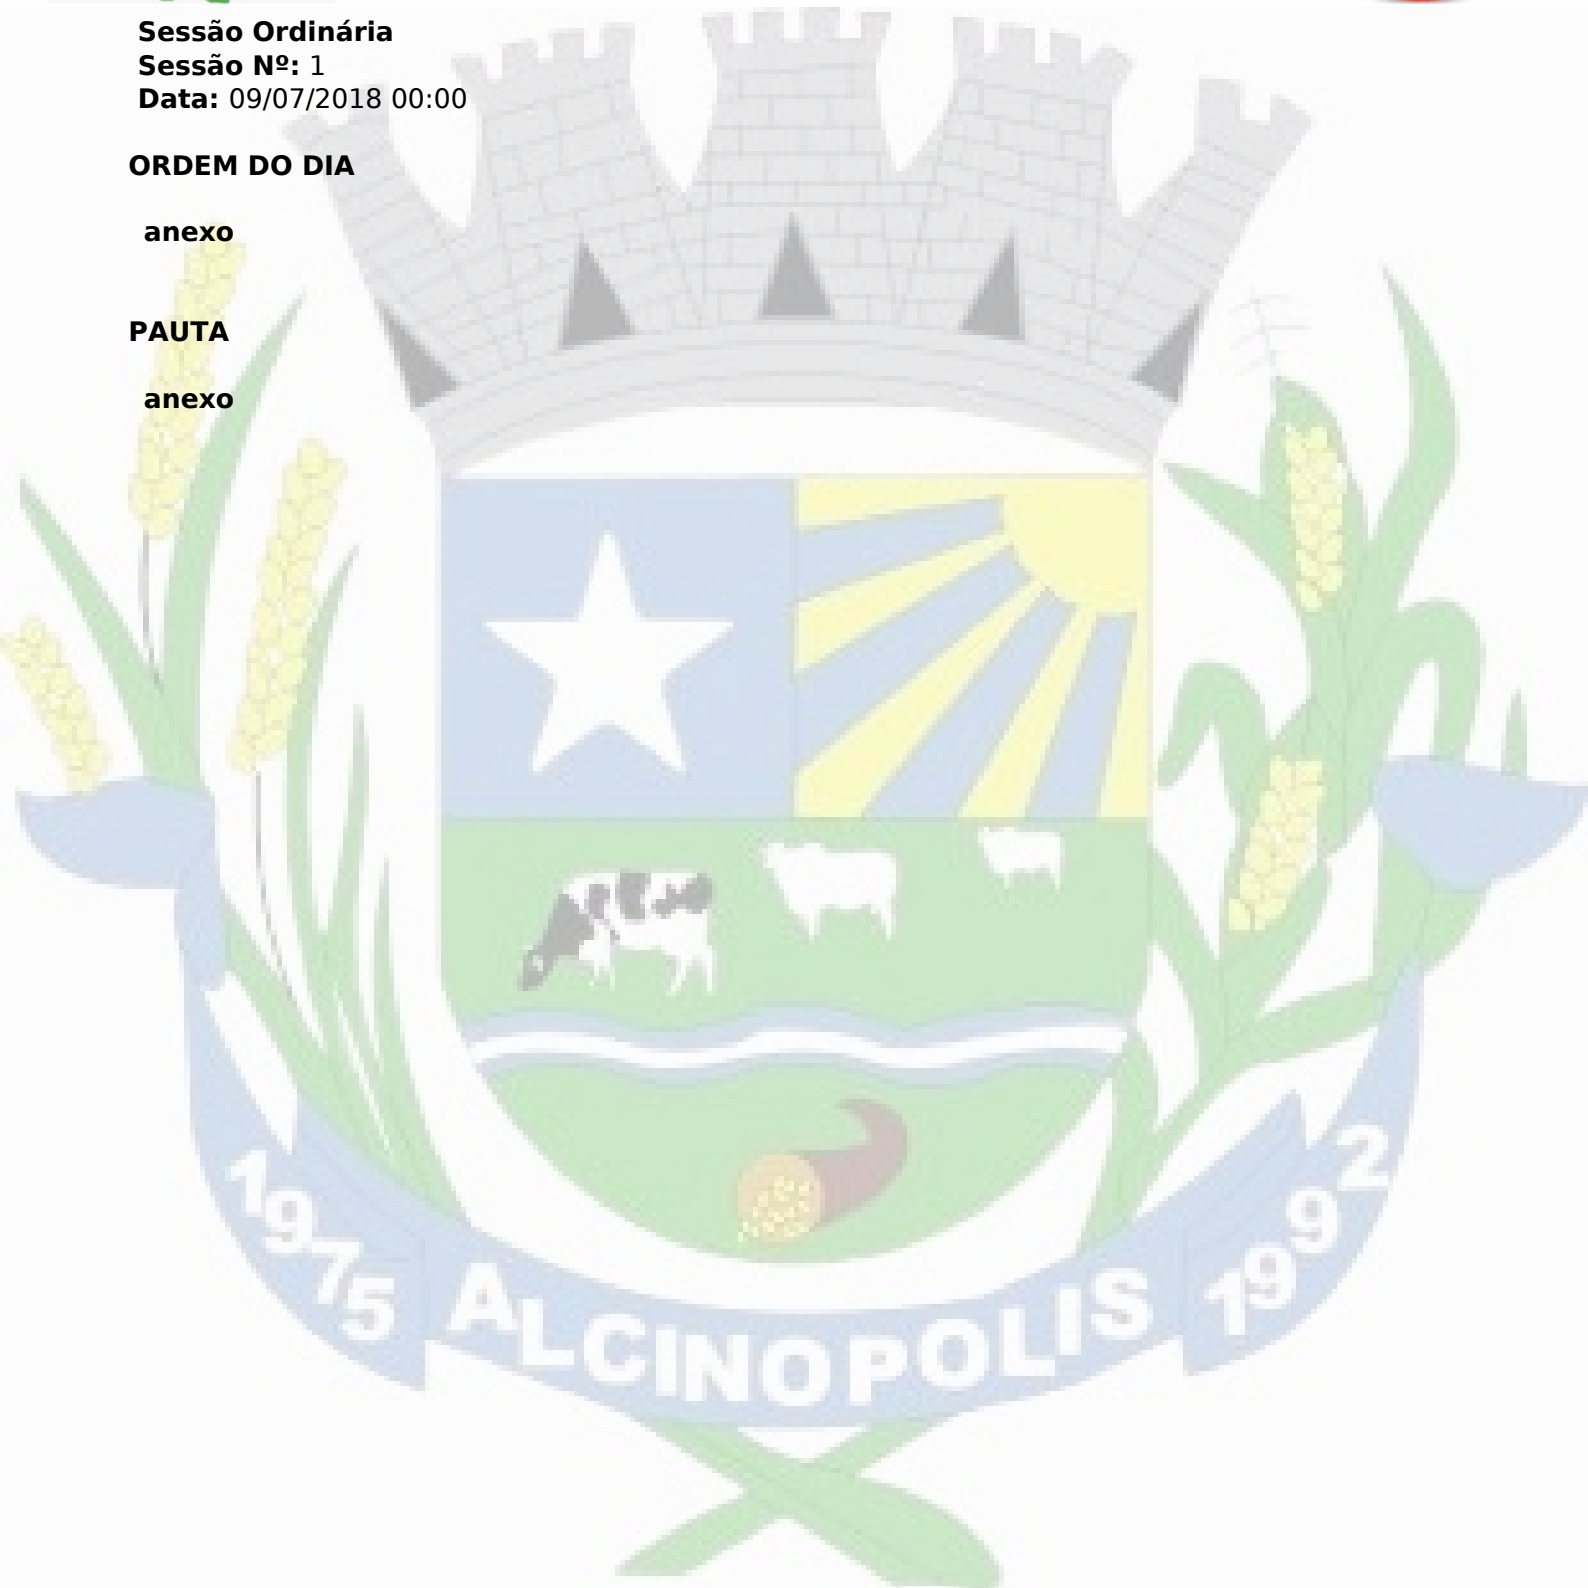 Sessão Ordinária
Sessão Nº: 1
Data: 09/07/2018 00:00
ORDEM DO DIA
anexo
PAUTA
anexo
1975 ALCINOPOLIS 1992